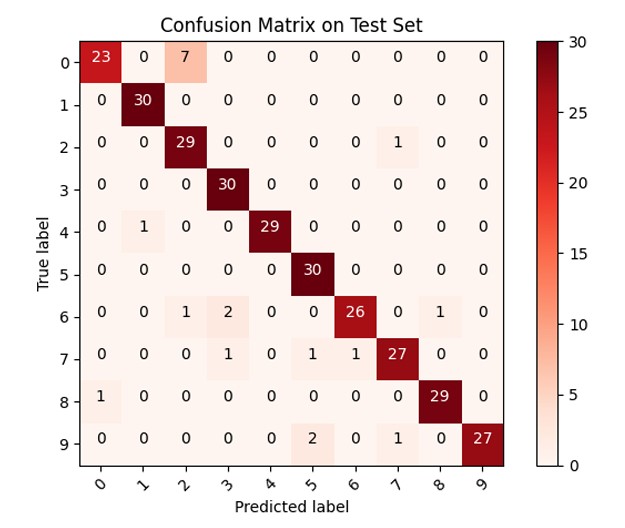 Confusion Matrix on Test Set
True label
0 23 0 7 0 0 0 0 0 0 0
1 0 30 0 0 0 0 0 0 0 0
2 0 0 29 0 0 0 0 1 0 0
3 0 0 0 30 0 0 0 0 0 0
4 0 1 0 0 29 0 0 0 0 0
5 0 0 0 0 0 30 0 0 0 0
6 0 0 1 2 0 0 26 0 1 0
7 0 0 0 1 0 1 1 27 0 0
8 1 0 0 0 0 0 0 0 29 0
9 0 0 0 0 0 2 0 1 0 27
0 1 2 3 4 5 6 7 8 9
Predicted label
30
25
20
15
10
5
0